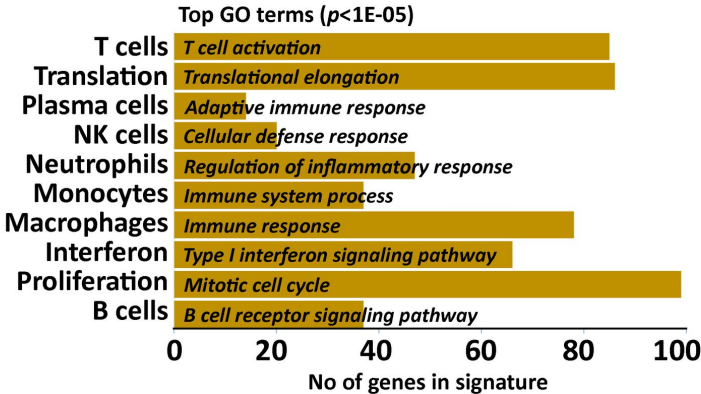 Top GO terms (p<1E-05)
T cells T cell activation
Translation Translational elongation
Plasma cells Adaptive immune response
NK cells Cellular defense response
Neutrophils Regulation of inflammatory response
Monocytes Immune system process
Macrophages Immune response
Interferon Type I interferon signaling pathway
Proliferation Mitotic cell cycle
B cells B cell receptor signaling pathway
0 20 40 60 80 100
No of genes in signature